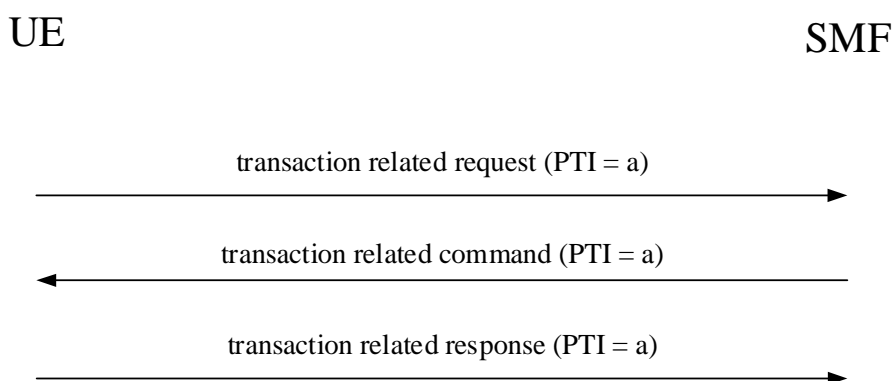 UE
SMF
transaction related request (PTI = a)
transaction related command (PTI = a)
transaction related response (PTI = a)